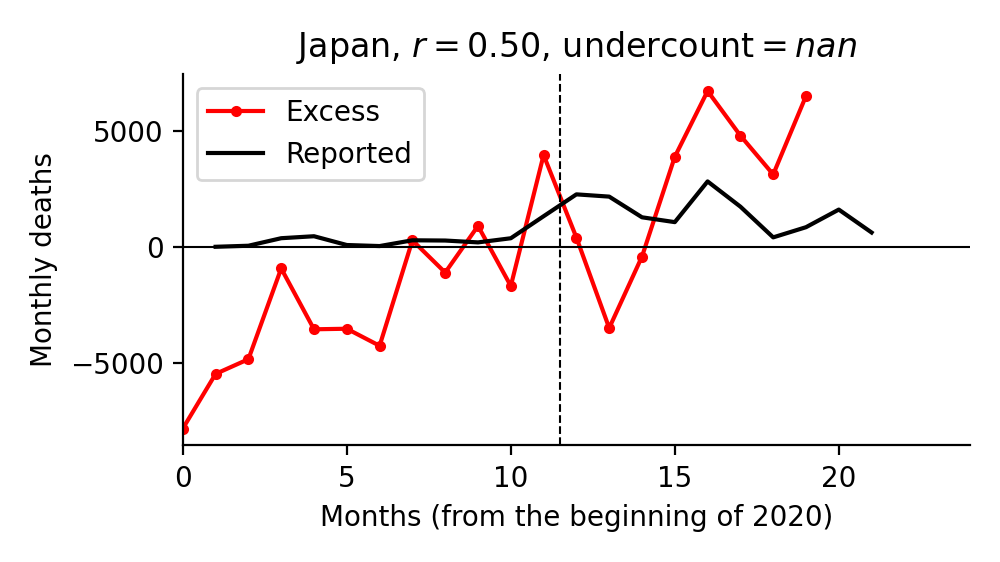 Japan, r = 0.50, undercount = nan
Excess
Reported
Monthly deaths
5000
0
−5000
0 5 10 15 20
Months (from the beginning of 2020)